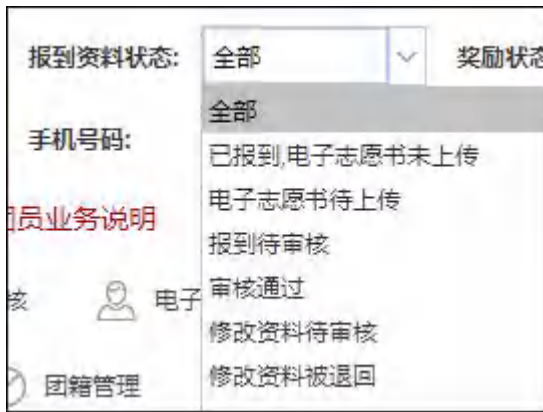 报到资料状态: 全部 奖励状态
全部
手机号码:
已报到,电子志愿书未上传
电子志愿书待上传
团员业务说明
报到待审核
审核通过
核 电子
修改资料待审核
团籍管理
修改资料被退回